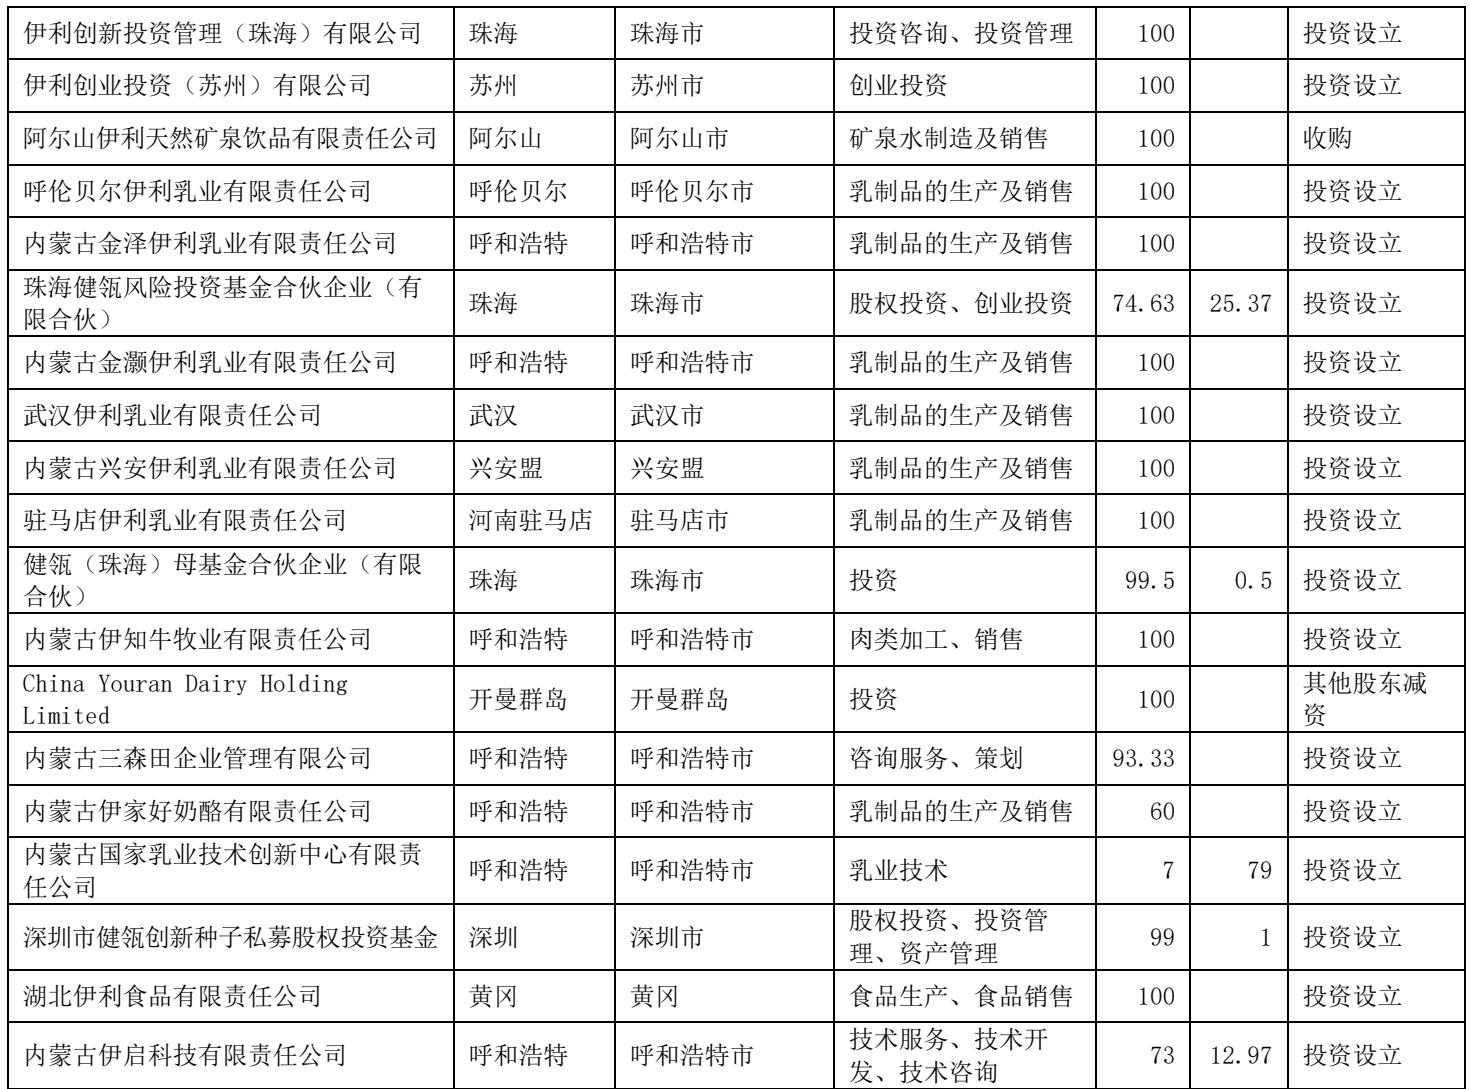 伊利创新投资管理（珠海）有限公司 珠海 珠海市 投资咨询、投资管理 100 投资设立
伊利创业投资（苏州）有限公司 苏州 苏州市 创业投资 100 投资设立
阿尔山伊利天然矿泉饮品有限责任公司 阿尔山 阿尔山市 矿泉水制造及销售 100 收购
呼伦贝尔伊利乳业有限责任公司 呼伦贝尔 呼伦贝尔市 乳制品的生产及销售 100 投资设立
内蒙古金泽伊利乳业有限责任公司 呼和浩特 呼和浩特市 乳制品的生产及销售 100 投资设立
珠海健瓴风险投资基金合伙企业（有
限合伙） 珠海 珠海市 股权投资、创业投资 74.63 25.37 投资设立
内蒙古金灏伊利乳业有限责任公司 呼和浩特 呼和浩特市 乳制品的生产及销售 100 投资设立
武汉伊利乳业有限责任公司 武汉 武汉市 乳制品的生产及销售 100 投资设立
内蒙古兴安伊利乳业有限责任公司 兴安盟 兴安盟 乳制品的生产及销售 100 投资设立
驻马店伊利乳业有限责任公司 河南驻马店 驻马店市 乳制品的生产及销售 100 投资设立
健瓴（珠海）母基金合伙企业（有限
合伙） 珠海 珠海市 投资 99.5 0.5 投资设立
内蒙古伊知牛牧业有限责任公司 呼和浩特 呼和浩特市 肉类加工、销售 100 投资设立
China Youran Dairy Holding
Limited 开曼群岛 开曼群岛 投资 100 其他股东减
资
内蒙古三森田企业管理有限公司 呼和浩特 呼和浩特市 咨询服务、策划 93.33 投资设立
内蒙古伊家好奶酪有限责任公司 呼和浩特 呼和浩特市 乳制品的生产及销售 60 投资设立
内蒙古国家乳业技术创新中心有限责
任公司 呼和浩特 呼和浩特市 乳业技术 7 79 投资设立
深圳市健瓴创新种子私募股权投资基金 深圳 深圳市 股权投资、投资管
理、资产管理 99 1 投资设立
湖北伊利食品有限责任公司 黄冈 黄冈 食品生产、食品销售 100 投资设立
内蒙古伊启科技有限责任公司 呼和浩特 呼和浩特市 技术服务、技术开
发、技术咨询 73 12.97 投资设立